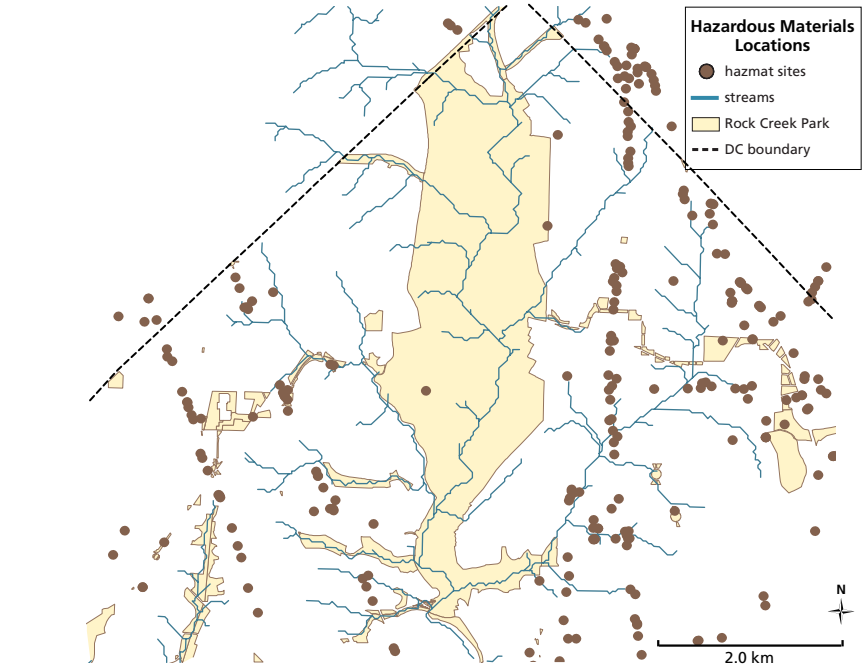 Hazardous Materials
Locations
hazmat sites
streams
Rock Creek Park
DC boundary
N
2.0 km